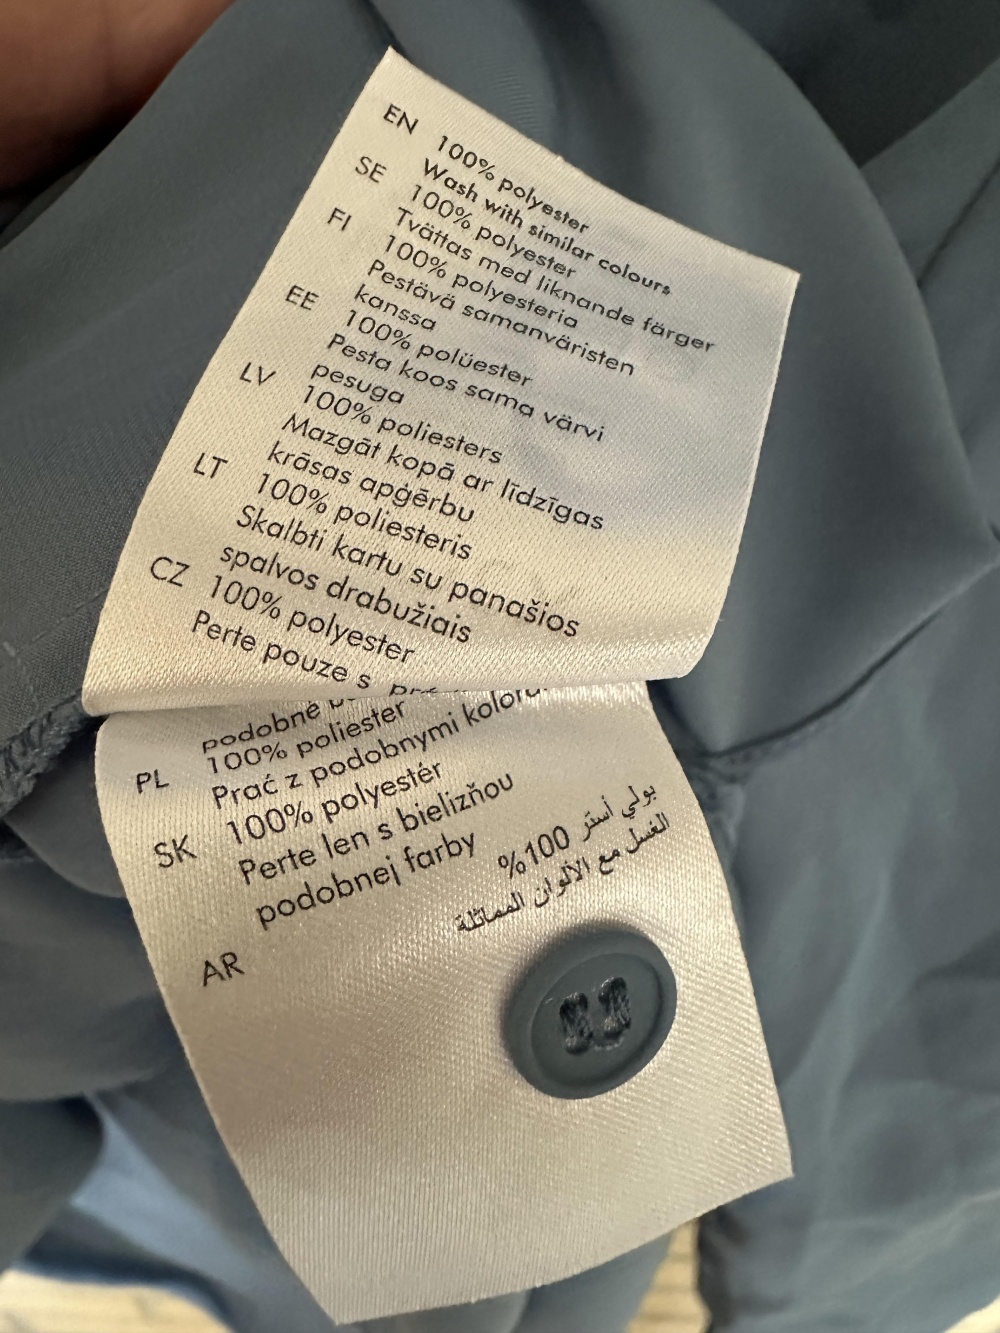 EN 100% polyester
Wash with similar colours
SE 100% polyester
Tvättas med liknande färger
FI 100% polyesteria
Pestävä samanväristen
kanssa
EE 100% polüester
Pesta koos sama värvi
pesuga
LV 100% poliesters
Mazgāt kopā ar līdzīgas
krāsas apģērbu
LT 100% poliesteris
Skalbti kartu su panašios
spalvos drabužiais
CZ 100% polyester
Perte pouze s
podobné
PL 100% poliester
Prać z podobnymi
SK 100% polyestér
Perte len s bielizňou
podobnej farby
AR بولي أستر 100%
الغسل مع الألوان المماثلة